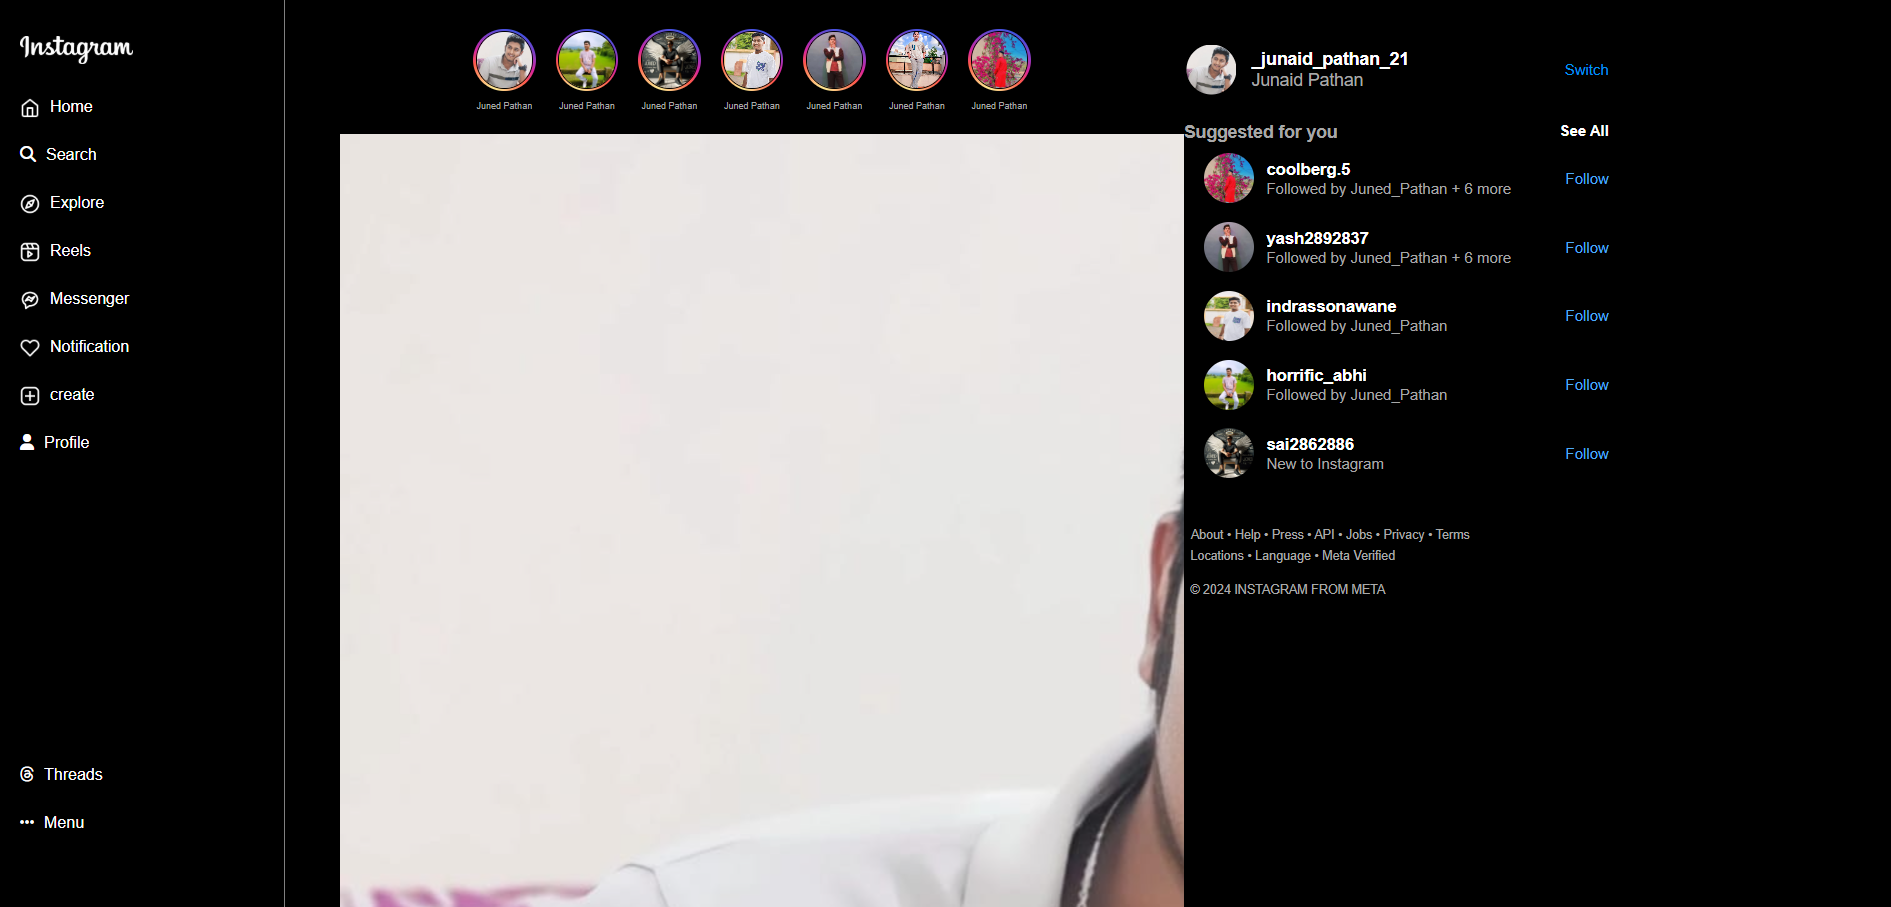 Instagram
Home
Search
Explore
Reels
Messenger
Notification
create
Profile
Threads
Menu
Juned Pathan
Juned Pathan
Juned Pathan
Juned Pathan
Juned Pathan
Juned Pathan
Juned Pathan
_junaid_pathan_21
Junaid Pathan
Switch
Suggested for you
See All
coolberg.5
Followed by Juned_Pathan + 6 more
Follow
yash2892837
Followed by Juned_Pathan + 6 more
Follow
indrassonawane
Followed by Juned_Pathan
Follow
horrific_abhi
Followed by Juned_Pathan
Follow
sai2862886
New to Instagram
Follow
About • Help • Press • API • Jobs • Privacy • Terms
Locations • Language • Meta Verified
© 2024 INSTAGRAM FROM META